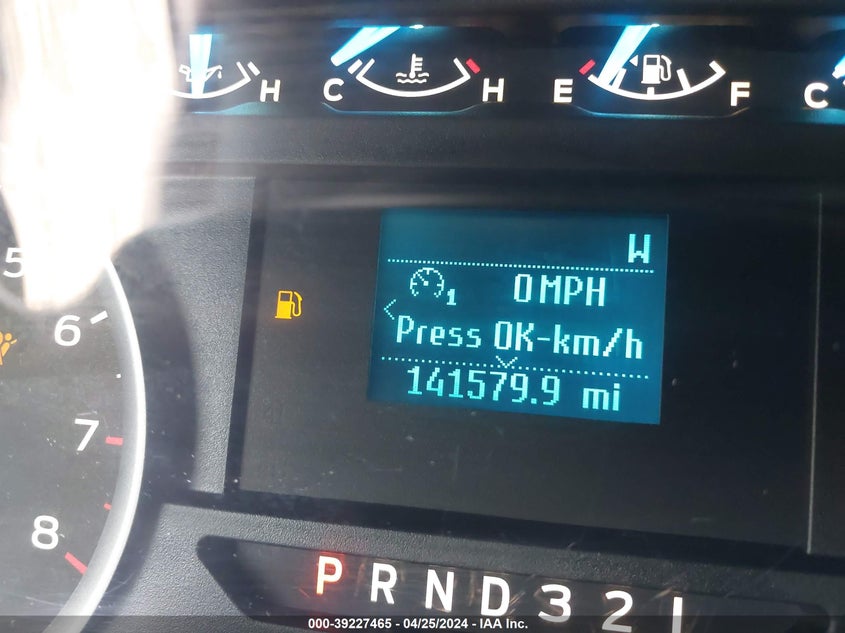 H C H E F C
W
1 0 MPH
Press OK-km/h
141579.9 mi
5
6
7
8
P R N D 3 2 1
000-39227465 - 04/25/2024 - IAA Inc.